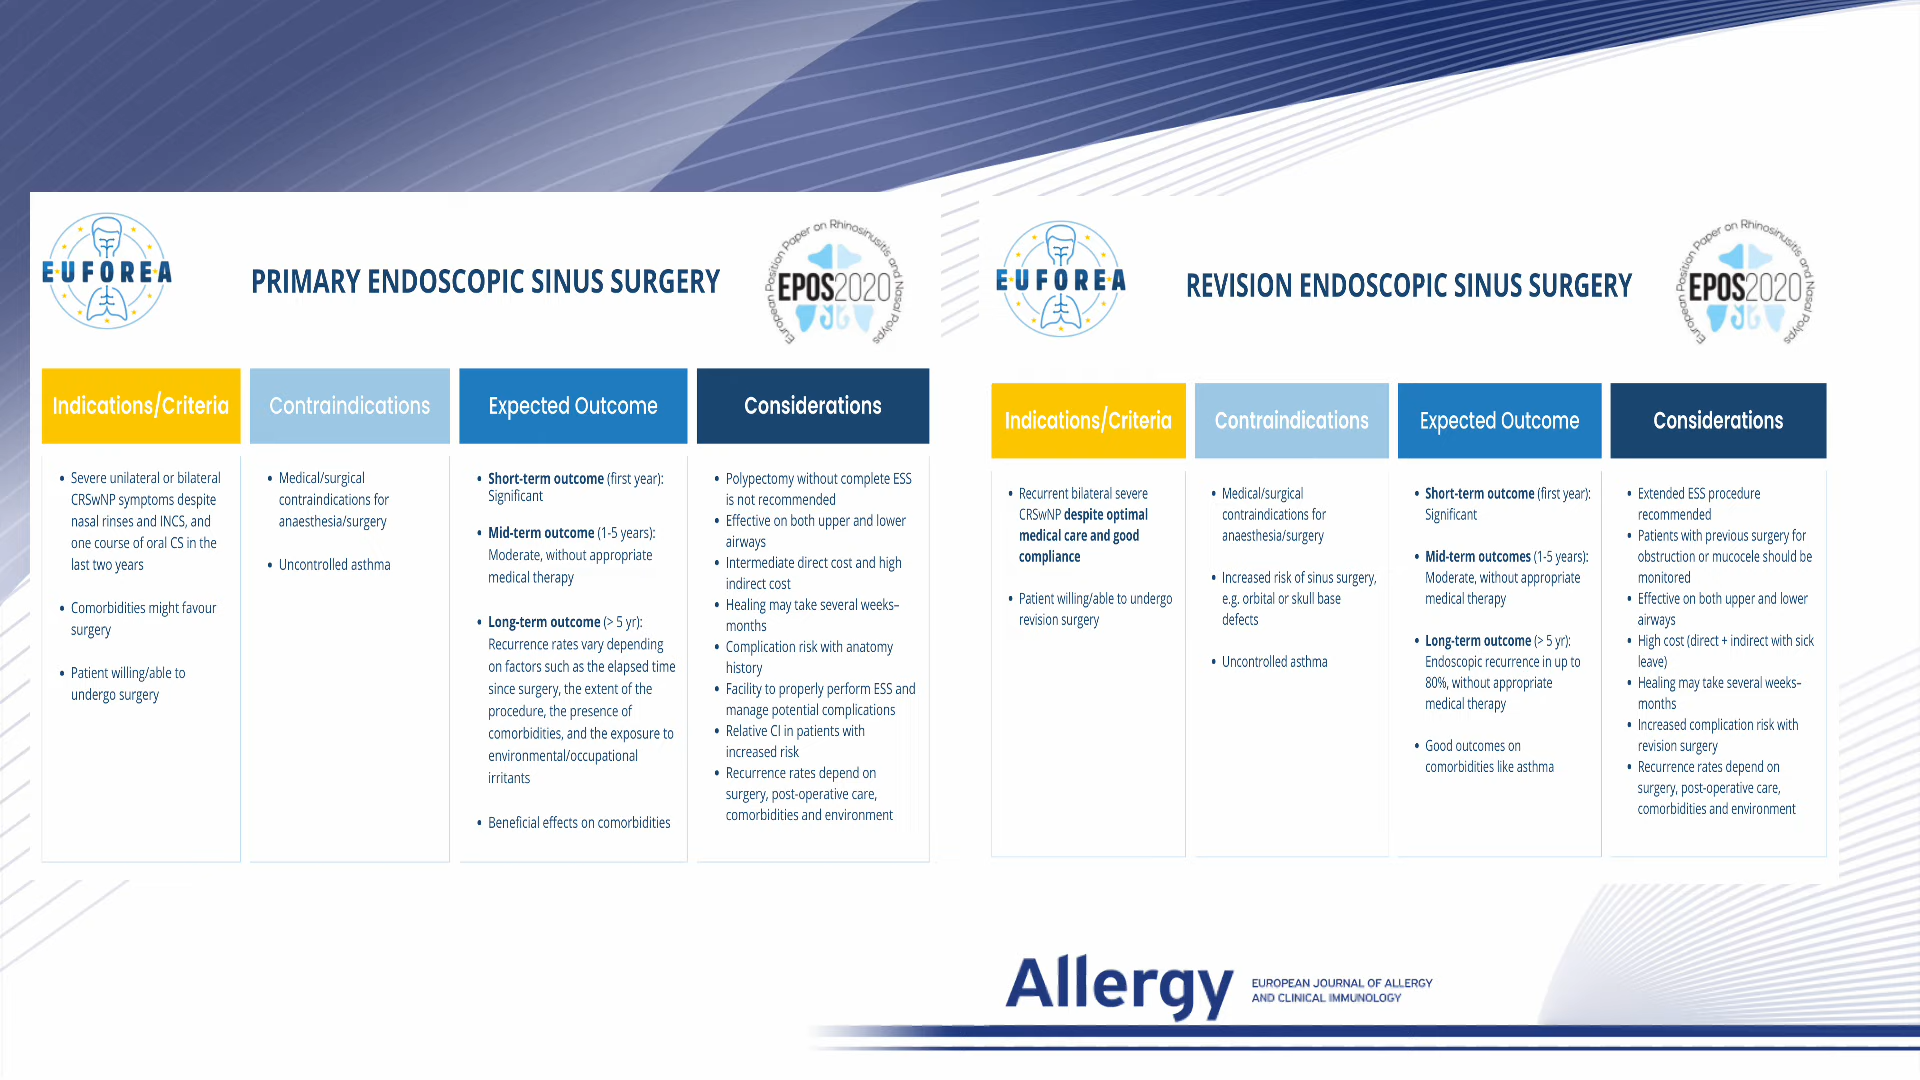 EUFOREA
PRIMARY ENDOSCOPIC SINUS SURGERY
European Position Paper on Rhinosinusitis and Nasal Polyps
EPOS2020
Indications/Criteria
• Severe unilateral or bilateral
CRSwNP symptoms despite
nasal rinses and INCS, and
one course of oral CS in the
last two years
• Comorbidities might favour
surgery
• Patient willing/able to
undergo surgery
Contraindications
• Medical/surgical
contraindications for
anaesthesia/surgery
• Uncontrolled asthma
Expected Outcome
• Short-term outcome (first year):
Significant
• Mid-term outcome (1-5 years):
Moderate, without appropriate
medical therapy
• Long-term outcome (> 5 yr):
Recurrence rates vary depending
on factors such as the elapsed time
since surgery, the extent of the
procedure, the presence of
comorbidities, and the exposure to
environmental/occupational
irritants
• Beneficial effects on comorbidities
Considerations
• Polypectomy without complete ESS
is not recommended
• Effective on both upper and lower
airways
• Intermediate direct cost and high
indirect cost
• Healing may take several weeks–
months
• Complication risk with anatomy
history
• Facility to properly perform ESS and
manage potential complications
• Relative CI in patients with
increased risk
• Recurrence rates depend on
surgery, post-operative care,
comorbidities and environment
EUFOREA
REVISION ENDOSCOPIC SINUS SURGERY
European Position Paper on Rhinosinusitis and Nasal Polyps
EPOS2020
Indications/Criteria
• Recurrent bilateral severe
CRSwNP despite optimal
medical care and good
compliance
• Patient willing/able to undergo
revision surgery
Contraindications
• Medical/surgical
contraindications for
anaesthesia/surgery
• Increased risk of sinus surgery,
e.g. orbital or skull base
defects
• Uncontrolled asthma
Expected Outcome
• Short-term outcome (first year):
Significant
• Mid-term outcomes (1-5 years):
Moderate, without appropriate
medical therapy
• Long-term outcome (> 5 yr):
Endoscopic recurrence in up to
80%, without appropriate
medical therapy
• Good outcomes on
comorbidities like asthma
Considerations
• Extended ESS procedure
recommended
• Patients with previous surgery for
obstruction or mucocele should be
monitored
• Effective on both upper and lower
airways
• High cost (direct + indirect with sick
leave)
• Healing may take several weeks–
months
• Increased complication risk with
revision surgery
• Recurrence rates depend on
surgery, post-operative care,
comorbidities and environment
Allergy
EUROPEAN JOURNAL OF ALLERGY
AND CLINICAL IMMUNOLOGY